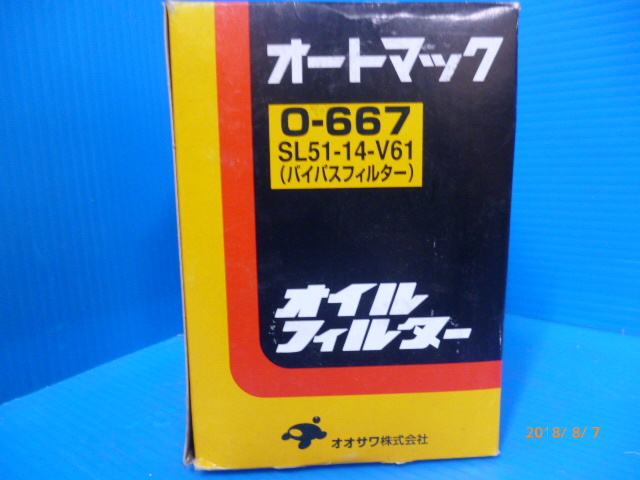 オートマック
O-667
SL51-14-V61
(バイパスフィルター)
オイル
フィルター
オオサワ株式会社
2018/ 8/ 7